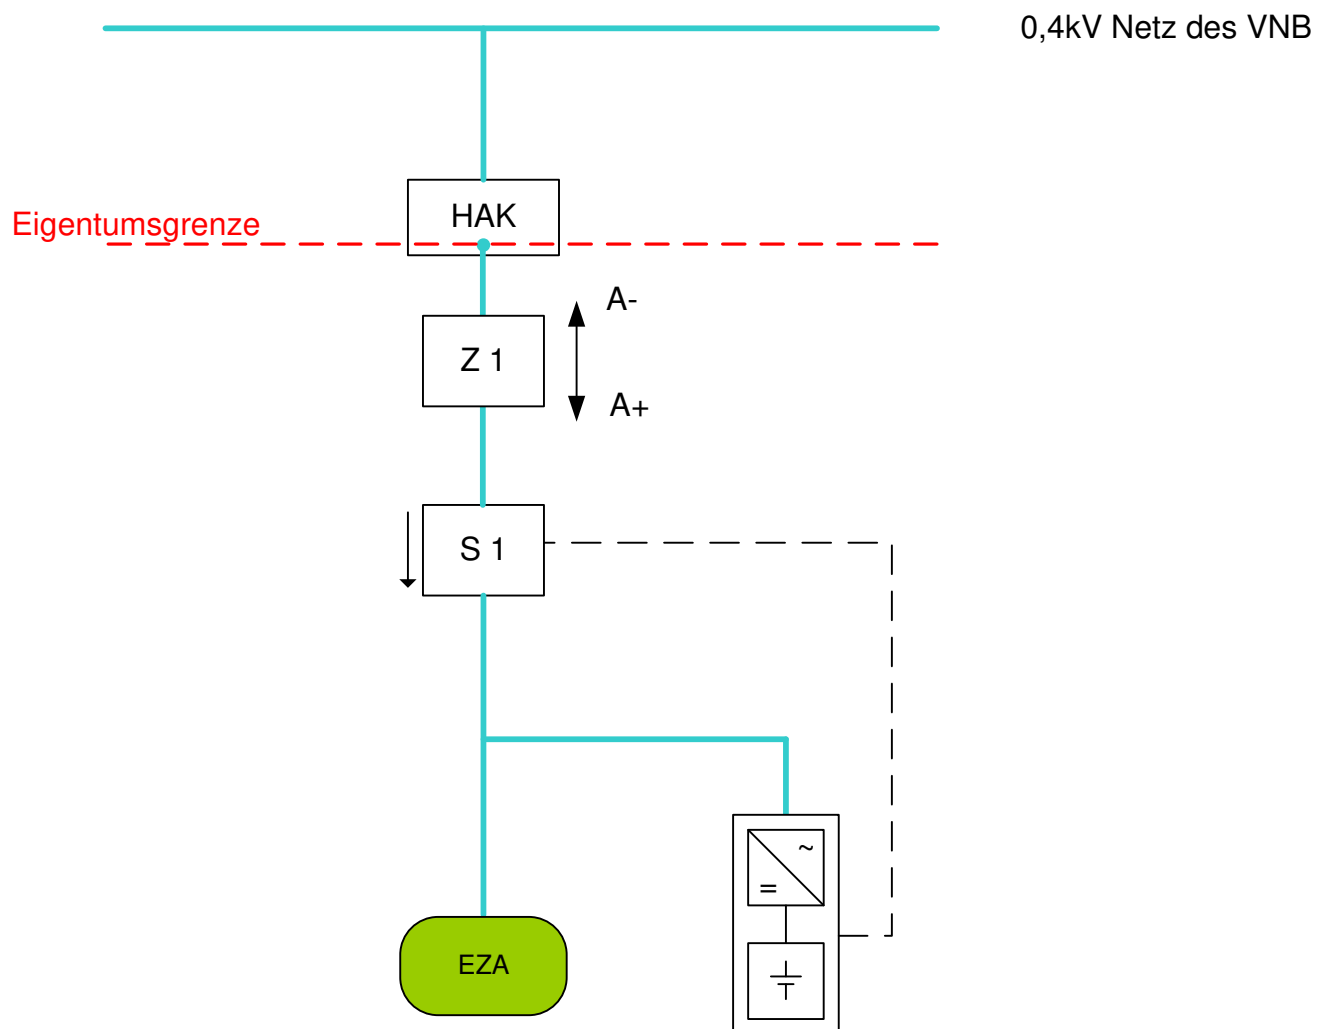 0,4kV Netz des VNB
HAK
Eigentumsgrenze
A-
Z 1
A+
S 1
~
=
EZA